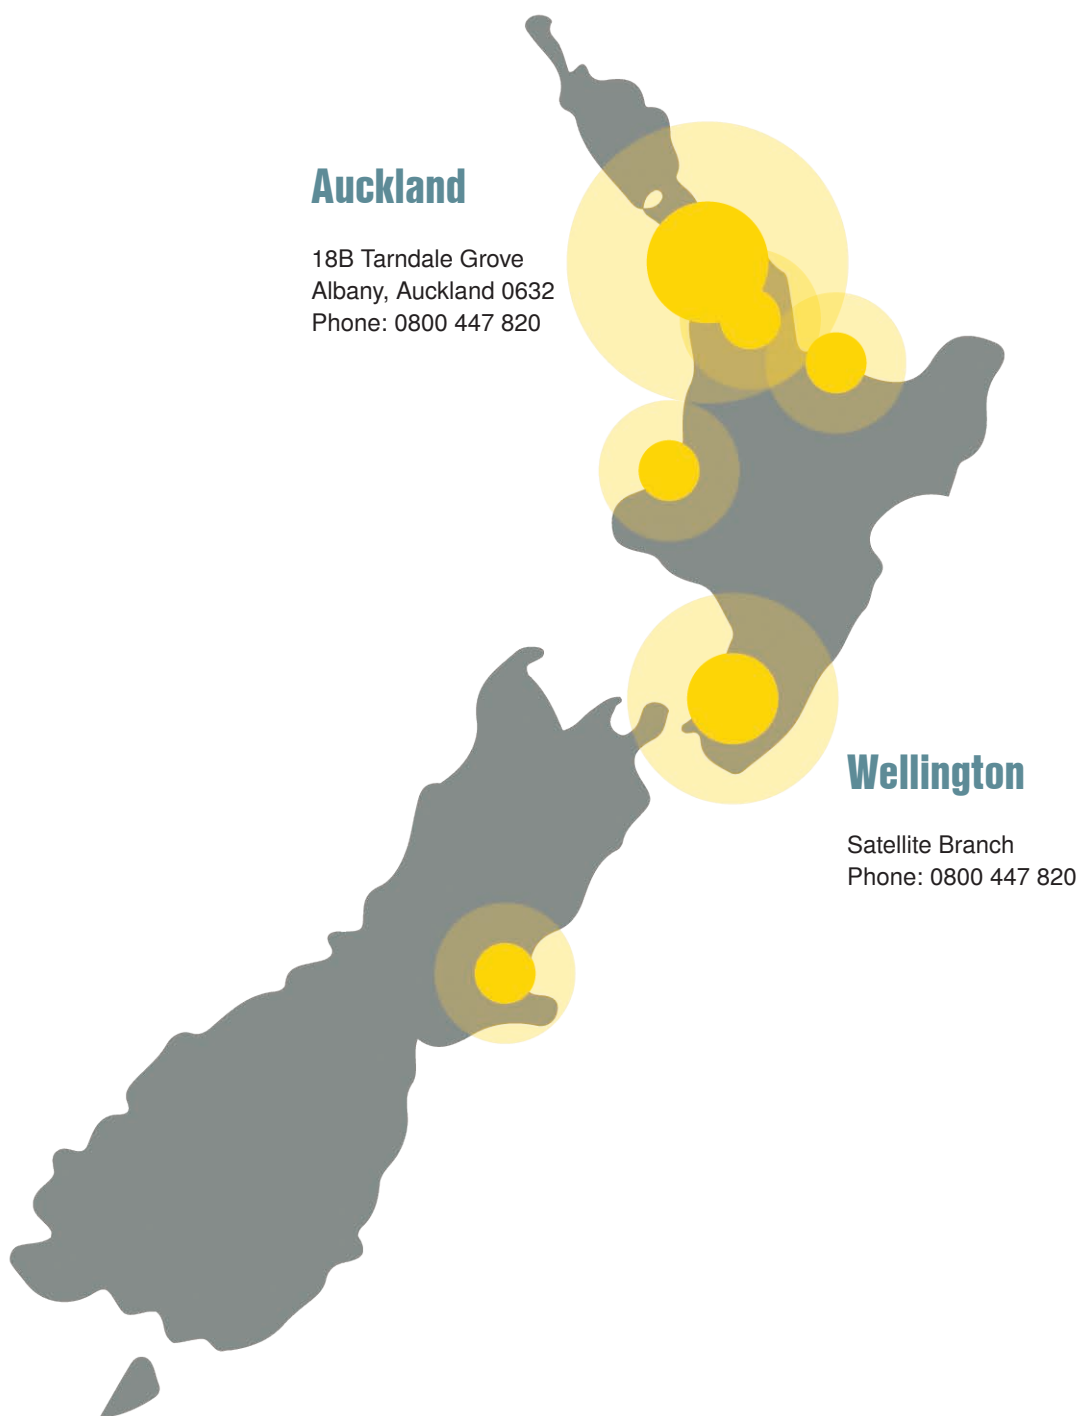 Auckland
18B Tarndale Grove
Albany, Auckland 0632
Phone: 0800 447 820
Wellington
Satellite Branch
Phone: 0800 447 820